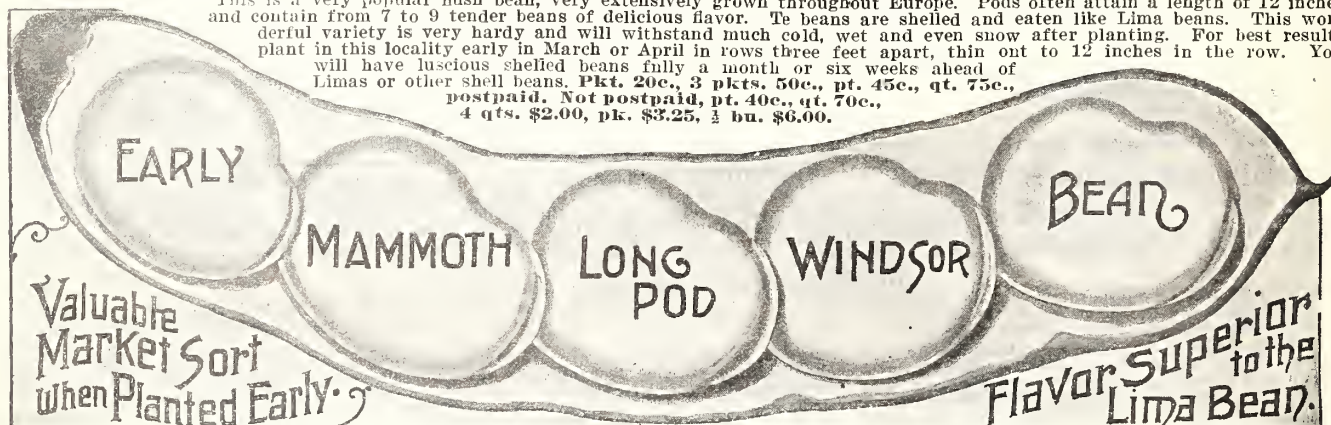 This is a very popular Bush bean, very extensively grown throughout Europe. Pods often attain a length of 12 inche
and contain from 7 to 9 tender beans of delicious flavor. Te beans are shelled and eaten like Lima beans. This won
derful variety is very hardy and will withstand much cold, wet and even snow after planting. For best result
plant in this locality early in March or April in rows three feet apart, thin out to 12 inches in the row. Yo
will have luscious shelled beans fully a month or six weeks ahead of
Limas or other shell beans. Pkt. 20c., 3 pkts. 50c., pt. 45c., qt. 75c.,
postpaid. Not postpaid, pt. 40c., qt. 70c.,
4 qts. $2.00, pk. $3.25, ½ bu. $6.00.
EARLY
MAMMOTH
LONG
POD
WINDSOR
BEAN
Valuable
Market Sort
when Planted Early.
Flavor Superior
to the
Lima Bean.